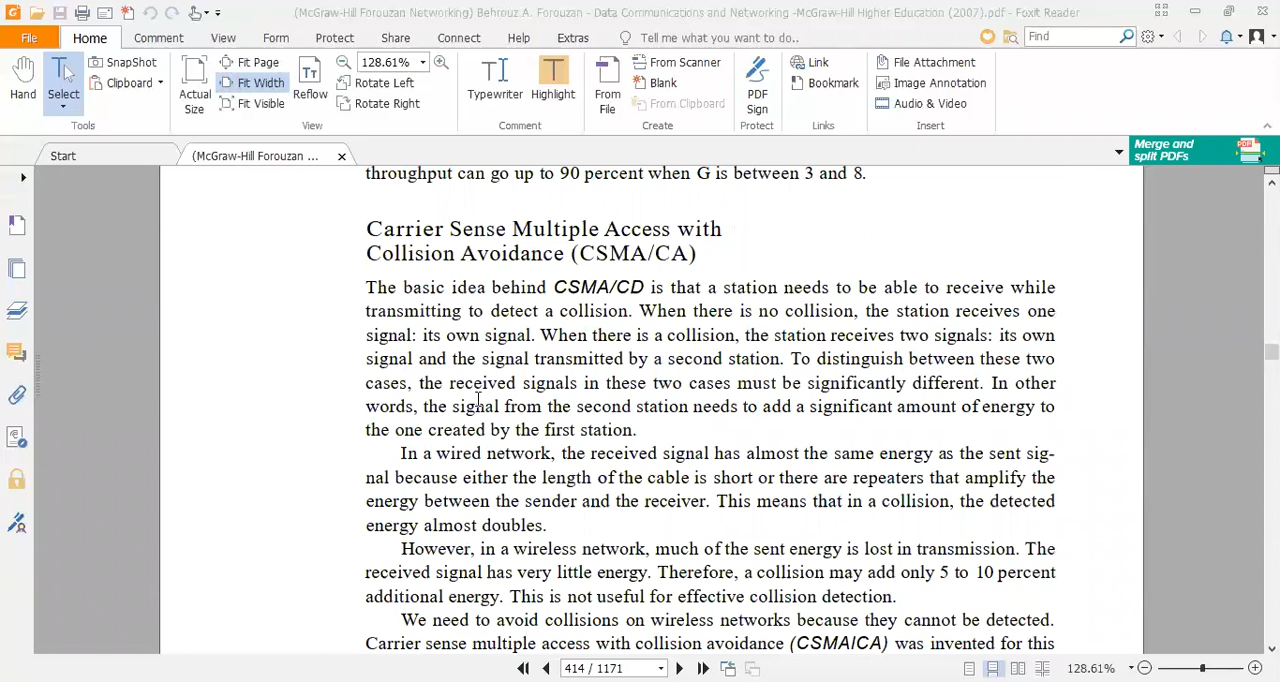 (McGraw-Hill Forouzan Networking) Behrouz A. Forouzan - Data Communications and Networking -McGraw-Hill Higher Education (2007).pdf - Foxit Reader
File Home Comment View Form Protect Share Connect Help Extras Tell me what you want to do... Find
Hand
Select
SnapShot
Clipboard
Tools
Actual
Size
Fit Page
Fit Width
Fit Visible
Reflow
128.61%
Rotate Left
Rotate Right
View
Typewriter
Highlight
Comment
From
File
From Scanner
Blank
From Clipboard
Create
PDF
Sign
Protect
Link
Bookmark
Links
File Attachment
Image Annotation
Audio & Video
Insert
Start
(McGraw-Hill Forouzan ...
Merge and
split PDFs
PDF
throughput can go up to 90 percent when G is between 3 and 8.
Carrier Sense Multiple Access with
Collision Avoidance (CSMA/CA)
The basic idea behind CSMA/CD is that a station needs to be able to receive while
transmitting to detect a collision. When there is no collision, the station receives one
signal: its own signal. When there is a collision, the station receives two signals: its own
signal and the signal transmitted by a second station. To distinguish between these two
cases, the received signals in these two cases must be significantly different. In other
words, the signal from the second station needs to add a significant amount of energy to
the one created by the first station.
In a wired network, the received signal has almost the same energy as the sent sig-
nal because either the length of the cable is short or there are repeaters that amplify the
energy between the sender and the receiver. This means that in a collision, the detected
energy almost doubles.
However, in a wireless network, much of the sent energy is lost in transmission. The
received signal has very little energy. Therefore, a collision may add only 5 to 10 percent
additional energy. This is not useful for effective collision detection.
We need to avoid collisions on wireless networks because they cannot be detected.
Carrier sense multiple access with collision avoidance (CSMAlCA) was invented for this
414 / 1171
128.61%